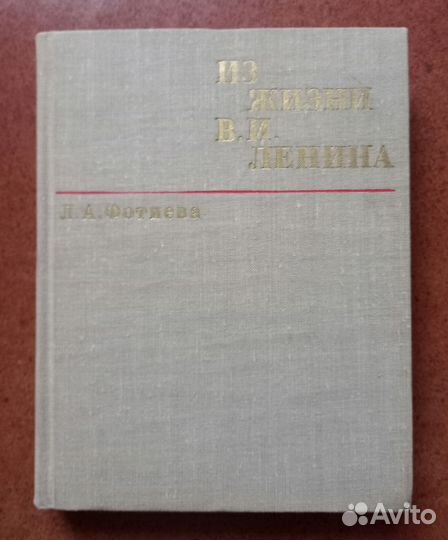 ИЗ
ЖИЗНИ
В.И.
ЛЕНИНА
Л.А.Фотиева
Avito